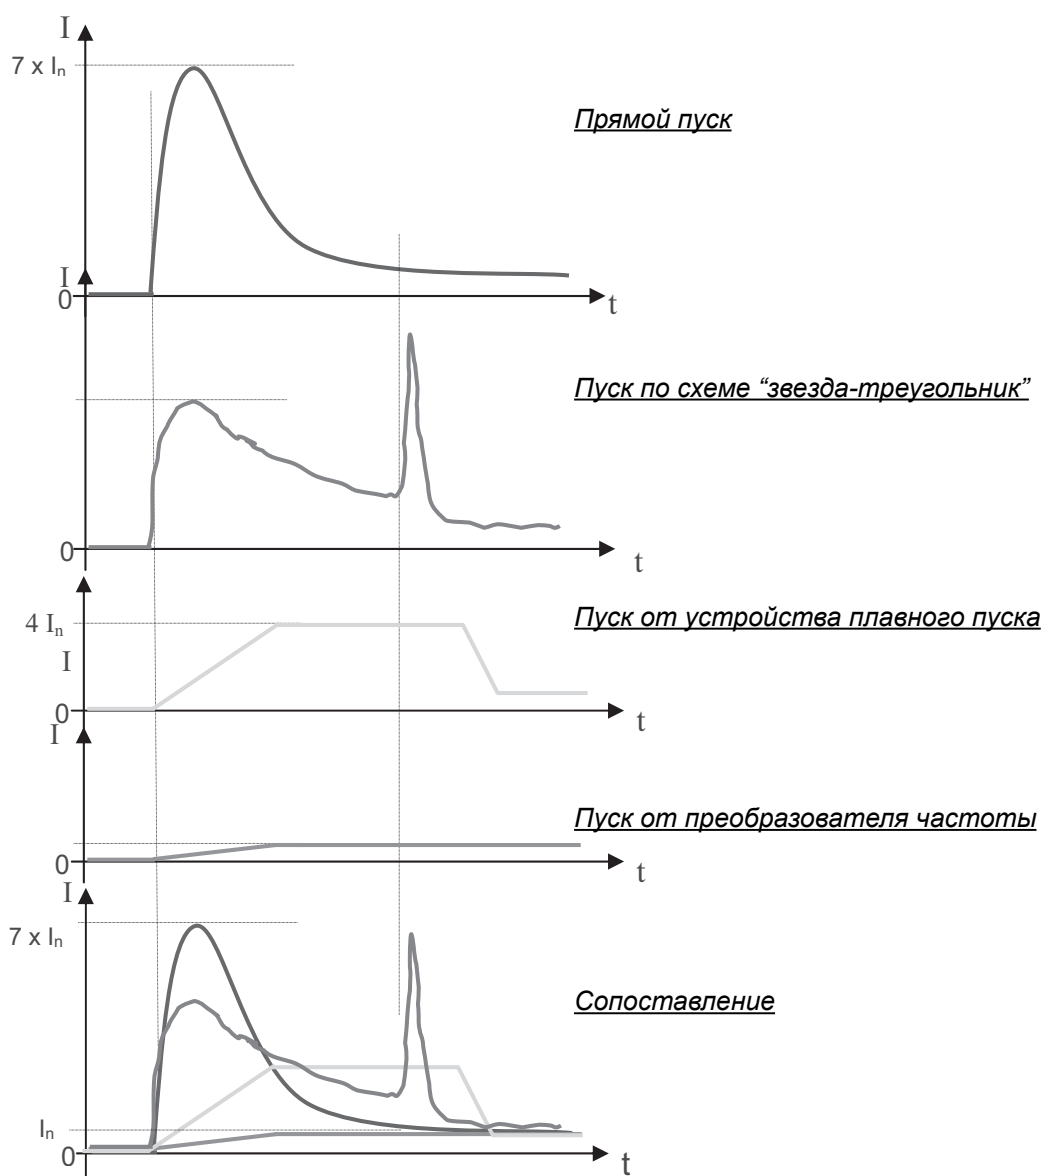 I
7 x Iₙ
Прямой пуск
I
0
t
Пуск по схеме “звезда-треугольник”
0
t
4 Iₙ
Пуск от устройства плавного пуска
I
0
t
I
Пуск от преобразователя частоты
0
t
I
7 x Iₙ
Сопоставление
Iₙ
0
t